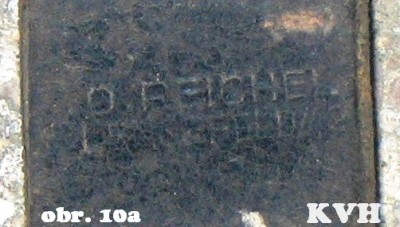 O. REICHEL
obr. 10a
KVH